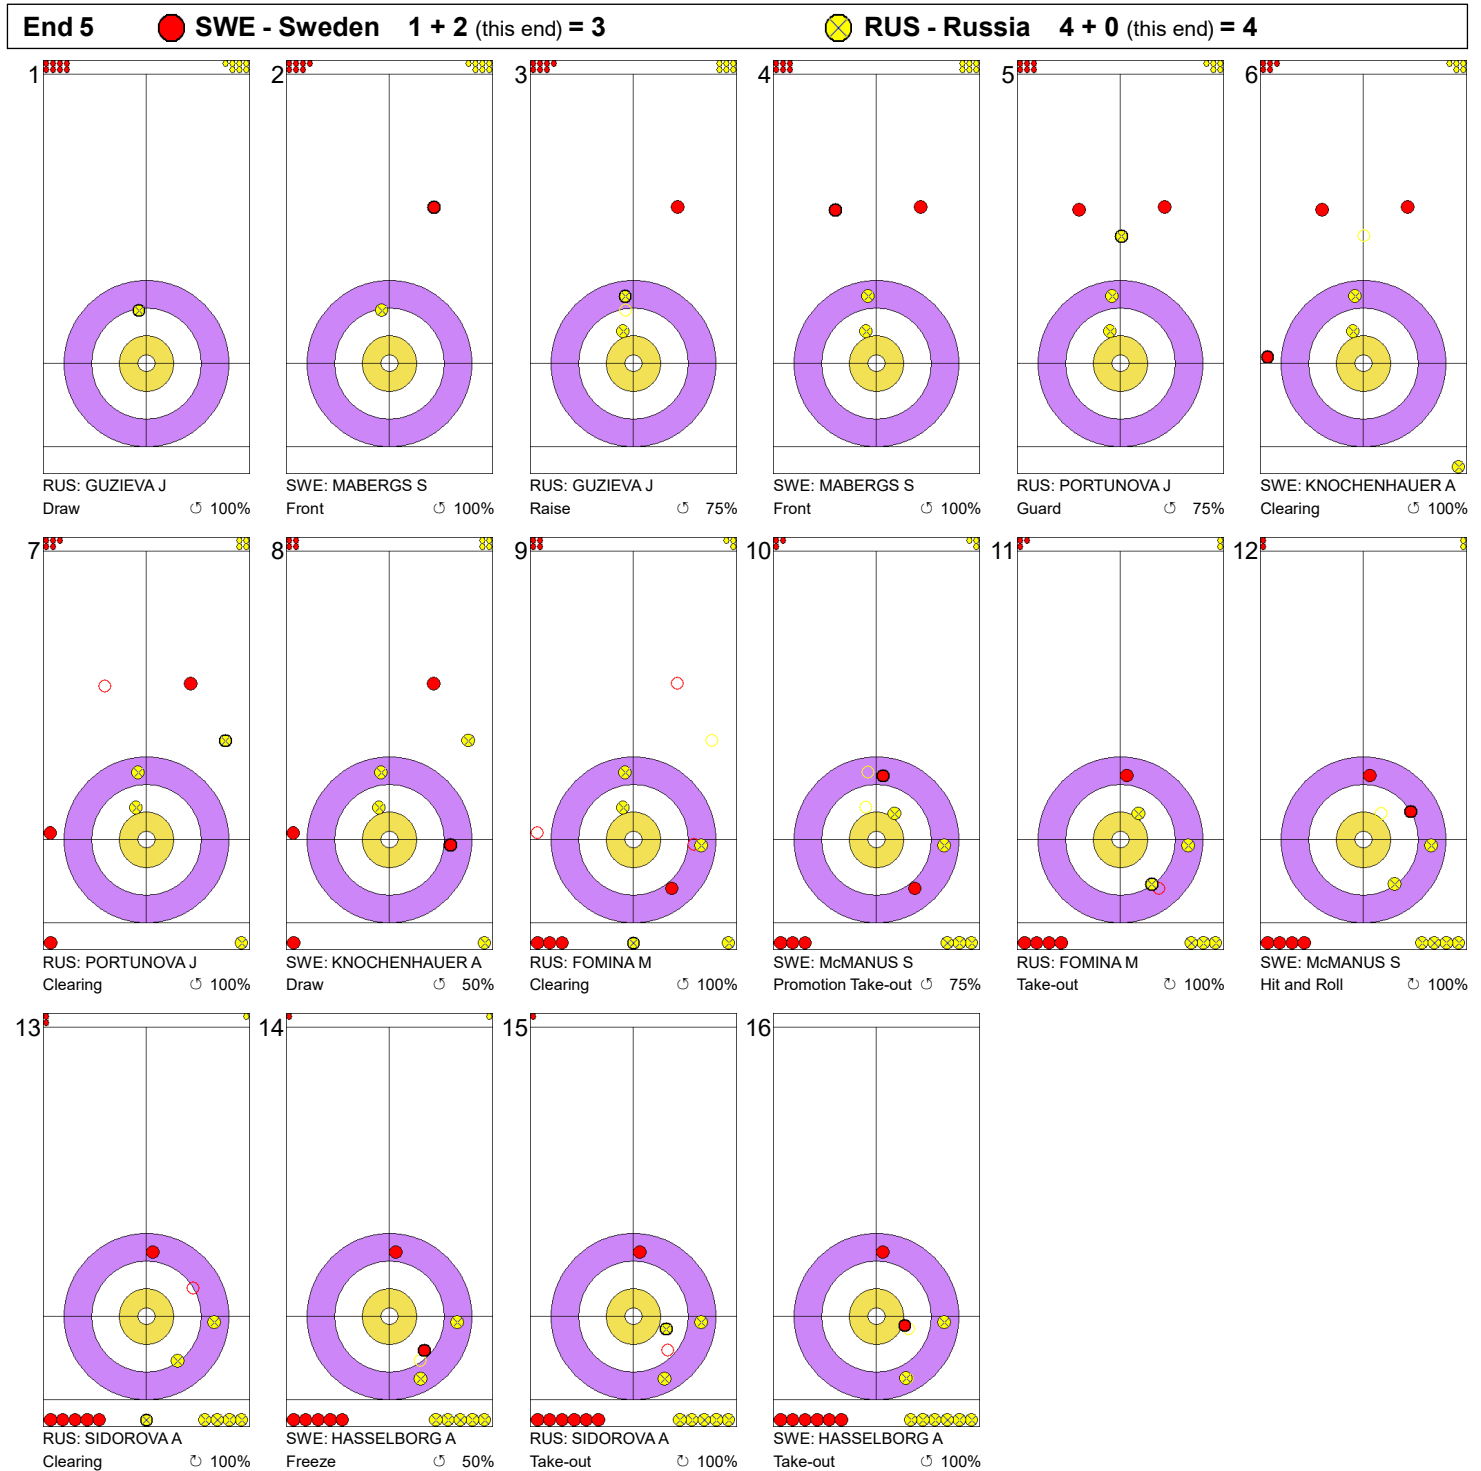 End 5 SWE - Sweden 1 + 2 (this end) = 3 RUS - Russia 4 + 0 (this end) = 4
1 2 3 4 5 6
RUS: GUZIEVA J SWE: MABERGS S RUS: GUZIEVA J SWE: MABERGS S RUS: PORTUNOVA J SWE: KNOCHENHAUER A
Draw ↺ 100% Front ↺ 100% Raise ↺ 75% Front ↺ 100% Guard ↺ 75% Clearing ↺ 100%
7 8 9 10 11 12
RUS: PORTUNOVA J SWE: KNOCHENHAUER A RUS: FOMINA M SWE: McMANUS S RUS: FOMINA M SWE: McMANUS S
Clearing ↺ 100% Draw ↺ 50% Clearing ↺ 100% Promotion Take-out ↺ 75% Take-out ↻ 100% Hit and Roll ↻ 100%
13 14 15 16
RUS: SIDOROVA A SWE: HASSELBORG A RUS: SIDOROVA A SWE: HASSELBORG A
Clearing ↻ 100% Freeze ↺ 50% Take-out ↻ 100% Take-out ↻ 100%